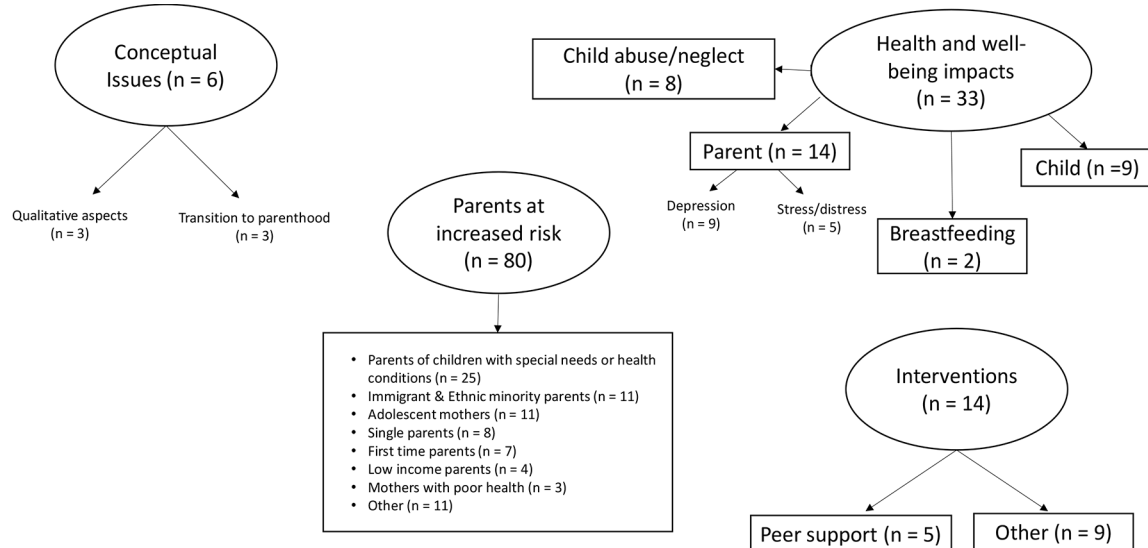 Conceptual
Issues (n = 6)
Qualitative aspects
(n = 3)
Transition to parenthood
(n = 3)
Parents at
increased risk
(n = 80)
• Parents of children with special needs or health
conditions (n = 25)
• Immigrant & Ethnic minority parents (n = 11)
• Adolescent mothers (n = 11)
• Single parents (n = 8)
• First time parents (n = 7)
• Low income parents (n = 4)
• Mothers with poor health (n = 3)
• Other (n = 11)
Health and well-
being impacts
(n = 33)
Child abuse/neglect
(n = 8)
Parent (n = 14)
Depression
(n = 9)
Stress/distress
(n = 5)
Breastfeeding
(n = 2)
Child (n =9)
Interventions
(n = 14)
Peer support (n = 5)
Other (n = 9)